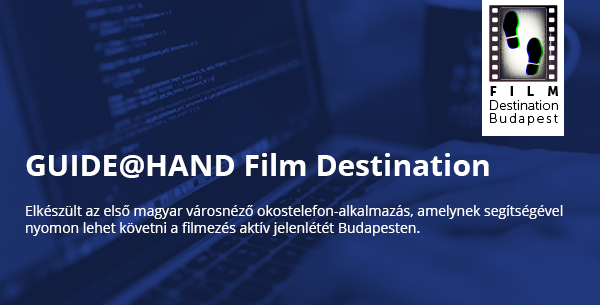 FILM
Destination
Budapest
GUIDE@HAND Film Destination
Elkészült az első magyar városnéző okostelefon-alkalmazás, amelynek segítségével
nyomon lehet követni a filmezés aktív jelenlétét Budapesten.